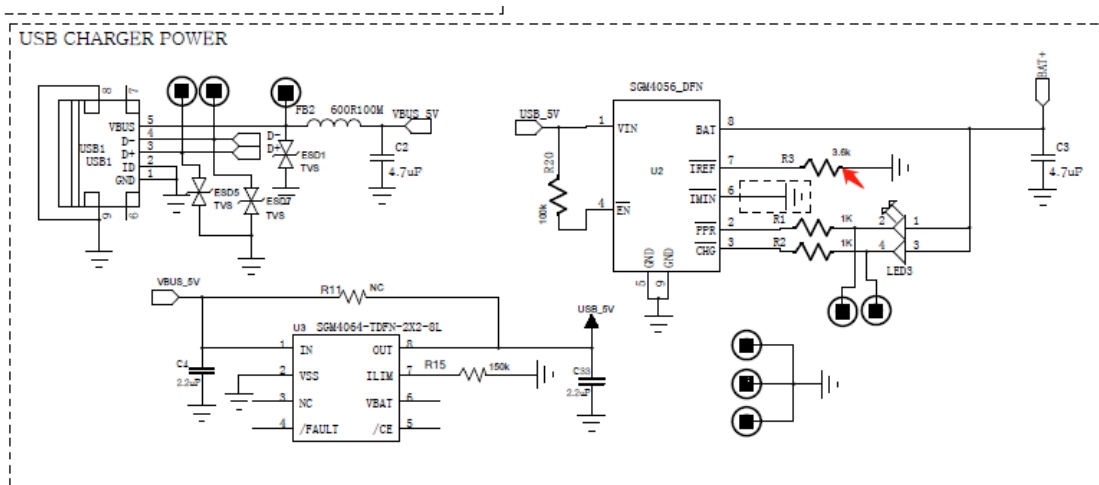 USB CHARGER POWER
8
7
VBUS
D-
D+
ID
GND
5
4
3
2
1
USB1
USB1
9
6
FB2 600R100M VBUS_5V
D-
D+
ESD1
TVS
C2
4.7uF
ESD5
TVS
ESD7
TVS
USB_5V
R20
100k
SGM4056_DFN
1 VIN
4 EN
U2
BAT 8
IREF 7
IMIN 6
PPR 2
CHG 3
GND
GND
5
9
R3 3.6k
R1 1K
R2 1K
2 1
4 3
LED3
BAT+
C3
4.7uF
VBUS_5V
R11 NC
U3 SGM4064-TDFN-2X2-8L
1 IN OUT 8
2 VSS ILIM 7
3 NC VBAT 6
4 /FAULT /CE 5
C4
2.2uF
R15 150k
USB_5V
C33
2.2uF